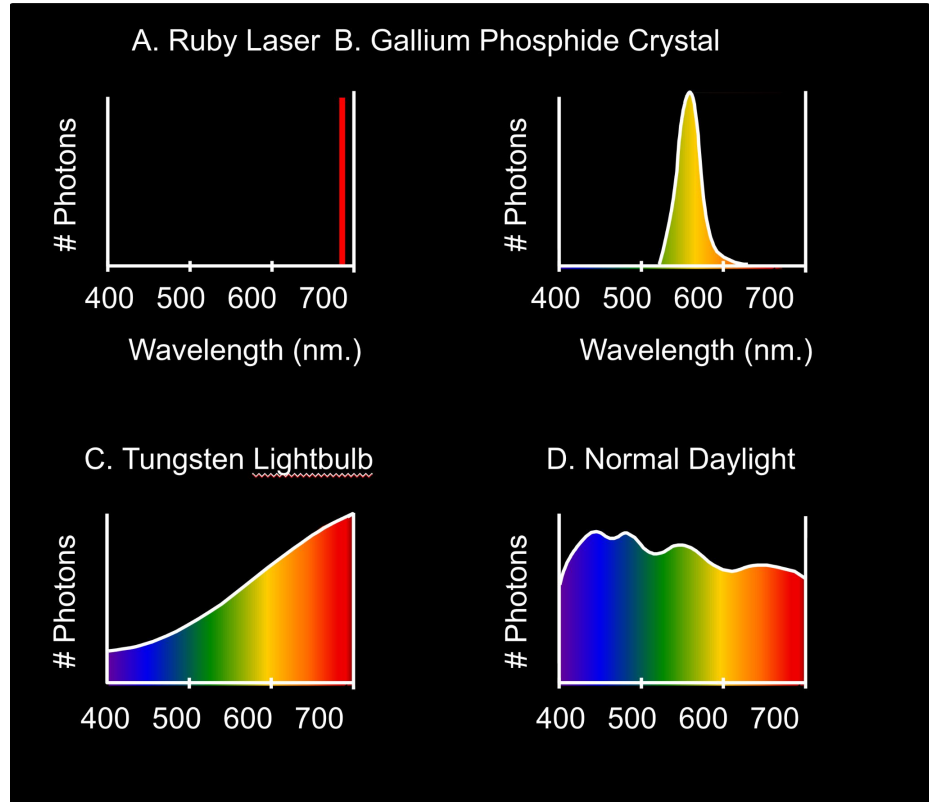 A. Ruby Laser B. Gallium Phosphide Crystal
# Photons
400 500 600 700
Wavelength (nm.)
# Photons
400 500 600 700
Wavelength (nm.)
C. Tungsten Lightbulb
# Photons
400 500 600 700
D. Normal Daylight
# Photons
400 500 600 700